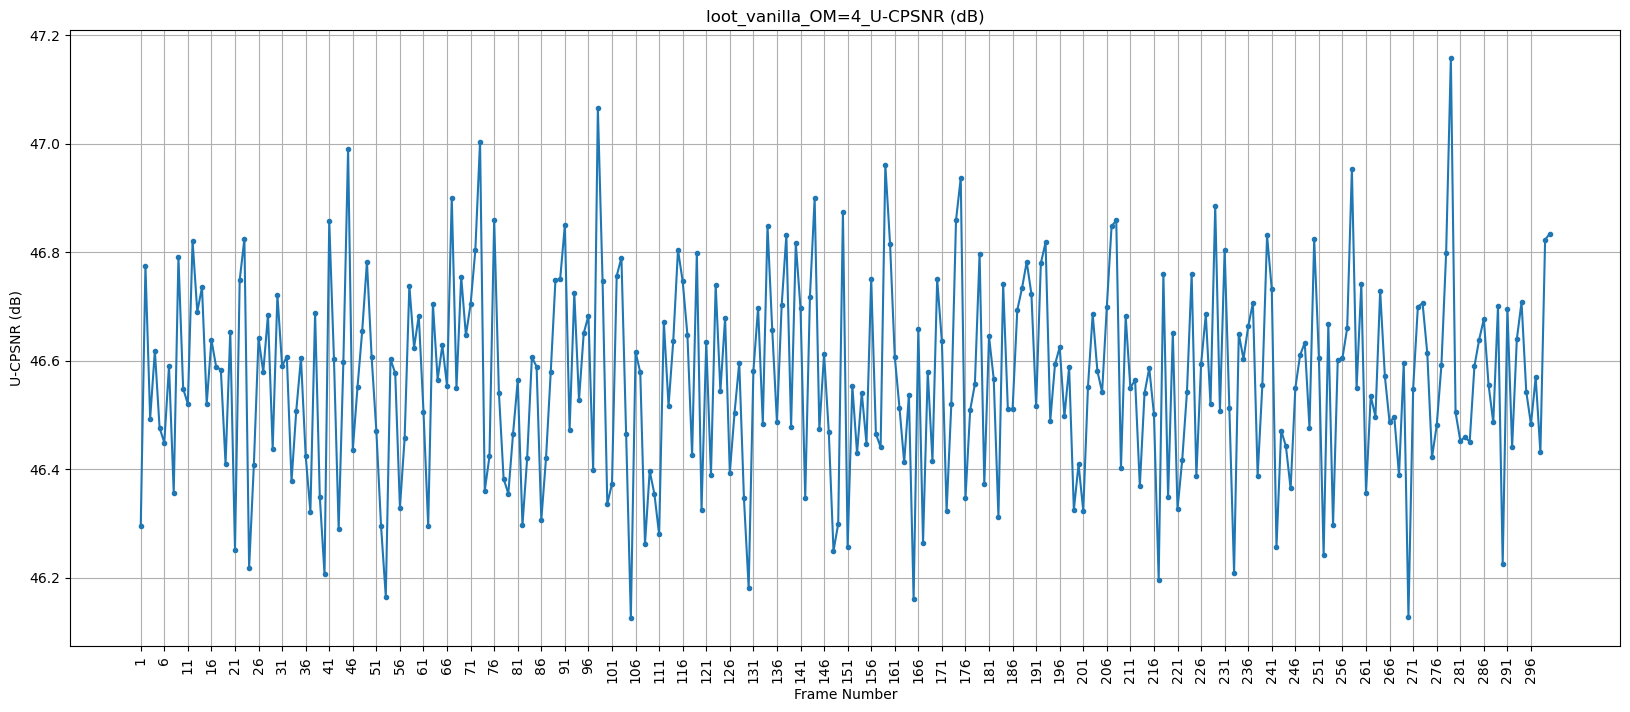 loot_vanilla_OM=4_U-CPSNR (dB)
U-CPSNR (dB)
47.2
47.0
46.8
46.6
46.4
46.2
1 6 11 16 21 26 31 36 41 46 51 56 61 66 71 76 81 86 91 96 101 106 111 116 121 126 131 136 141 146 151 156 161 166 171 176 181 186 191 196 201 206 211 216 221 226 231 236 241 246 251 256 261 266 271 276 281 286 291 296
Frame Number